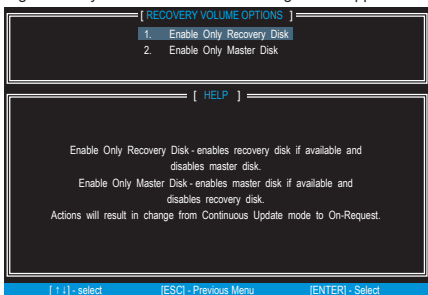 [ RECOVERY VOLUME OPTIONS ]
1. Enable Only Recovery Disk
2. Enable Only Master Disk
[ HELP ]
Enable Only Recovery Disk - enables recovery disk if available and
disables master disk.
Enable Only Master Disk - enables master disk if available and
disables recovery disk.
Actions will result in change from Continuous Update mode to On-Request.
[ ↑↓] - select [ESC] - Previous Menu [ENTER] - Select